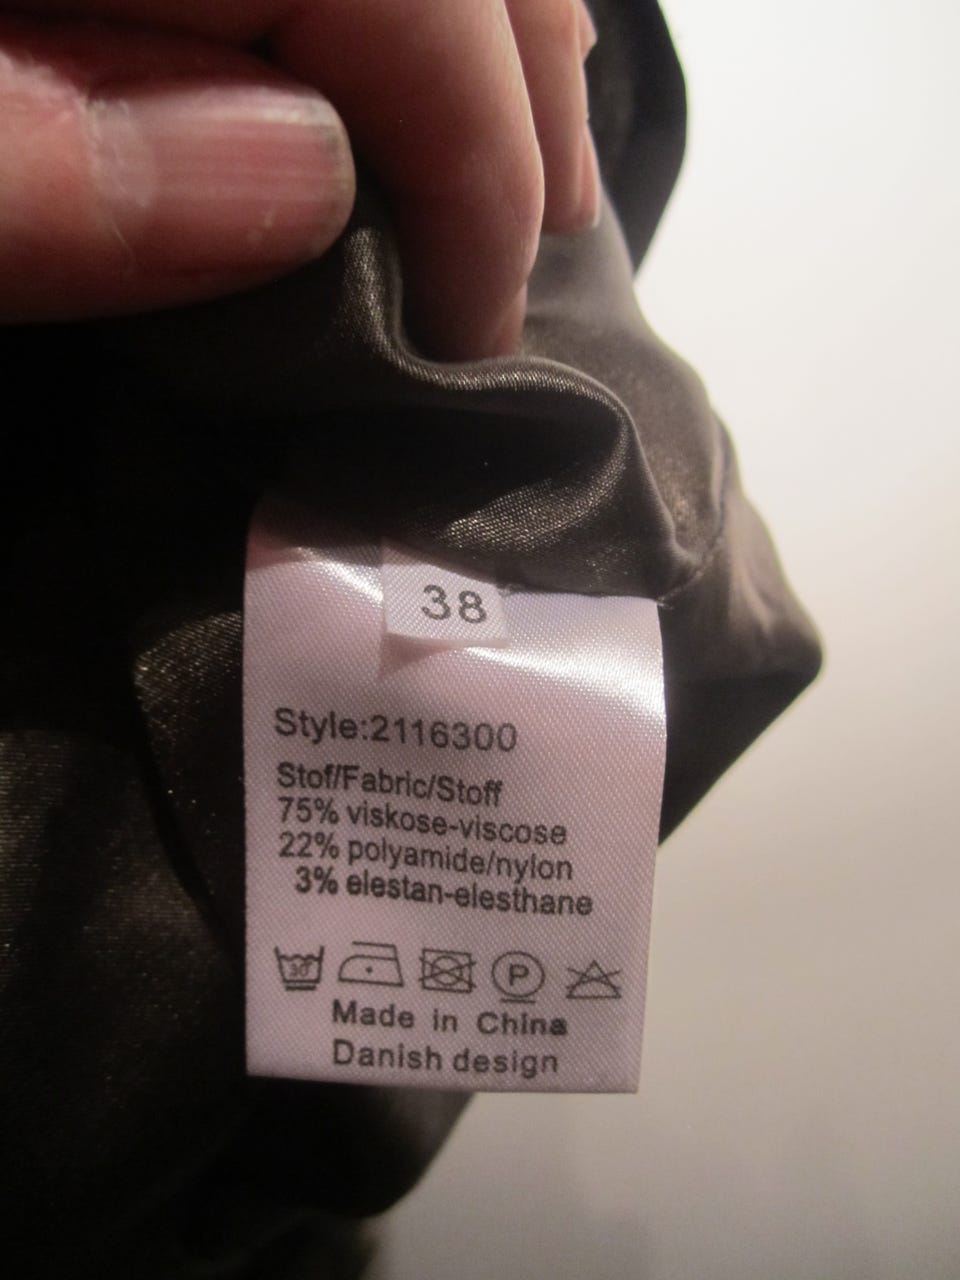 38
Style:2116300
Stof/Fabric/Stoff
75% viskose-viscose
22% polyamide/nylon
3% elestan-elesthane
30° P
Made in China
Danish design